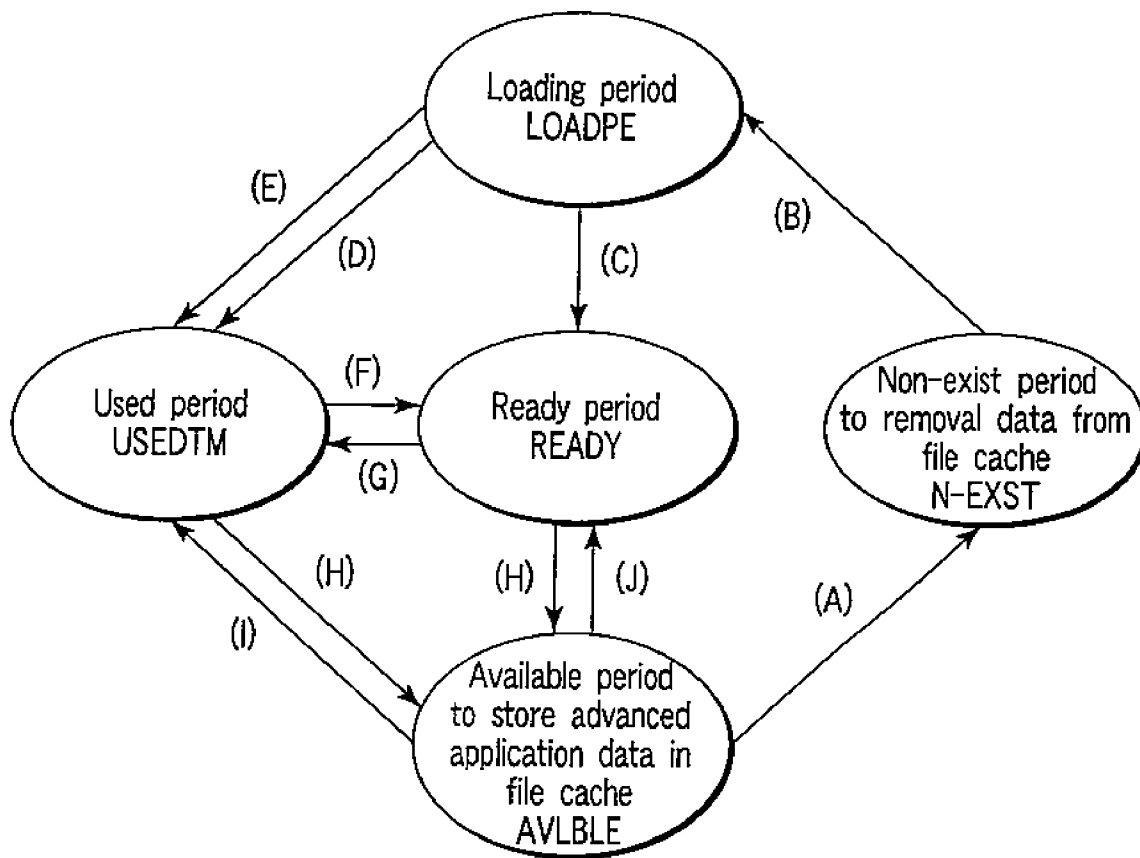 Loading period
LOADPE
(E)
(B)
(D)
(C)
Used period
USEDTM
(F)
(G)
Ready period
READY
Non-exist period
to removal data from
file cache
N-EXST
(H)
(I)
(H)
(J)
(A)
Available period
to store advanced
application data in
file cache
AVLBLE